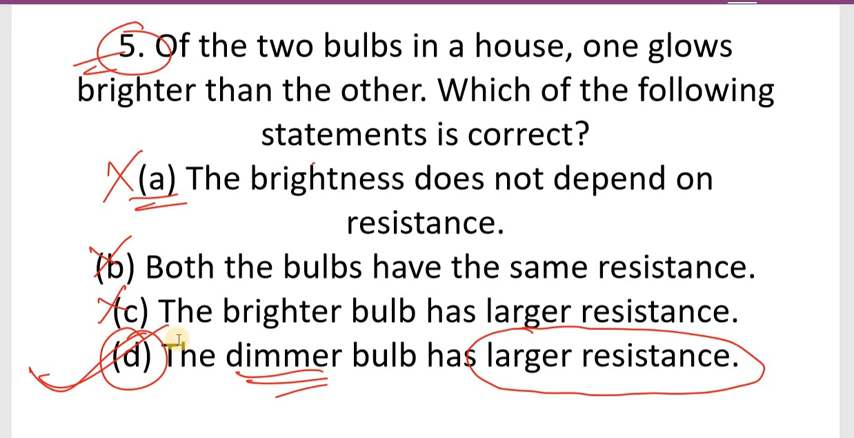 5. Of the two bulbs in a house, one glows
brighter than the other. Which of the following
statements is correct?
(a) The brightness does not depend on
resistance.
(b) Both the bulbs have the same resistance.
(c) The brighter bulb has larger resistance.
(d) The dimmer bulb has larger resistance.